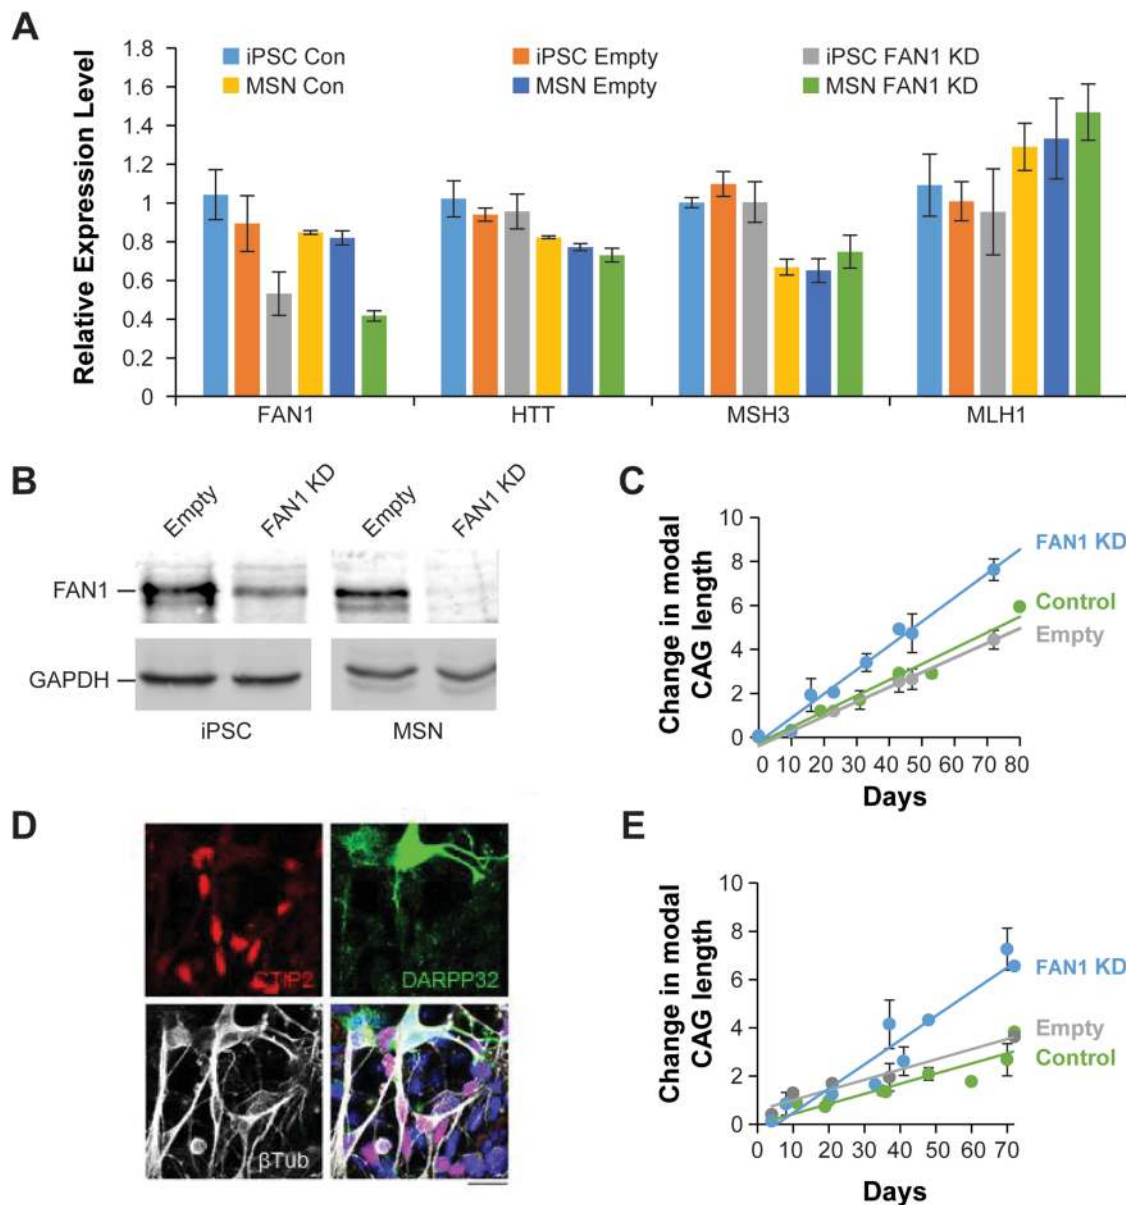 A
Relative Expression Level
1.8
1.6
1.4
1.2
1
0.8
0.6
0.4
0.2
0
iPSC Con
iPSC Empty
iPSC FAN1 KD
MSN Con
MSN Empty
MSN FAN1 KD
FAN1
HTT
MSH3
MLH1
B
Empty
FAN1 KD
Empty
FAN1 KD
FAN1
GAPDH
iPSC
MSN
C
Change in modal
CAG length
10
8
6
4
2
0
FAN1 KD
Control
Empty
0 10 20 30 40 50 60 70 80
Days
D
CTIP2
DARPP32
βTub
E
Change in modal
CAG length
10
8
6
4
2
0
FAN1 KD
Empty
Control
0 10 20 30 40 50 60 70
Days